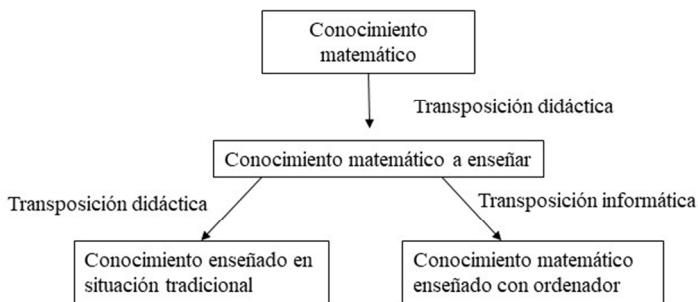 Conocimiento
matemático
Transposición didáctica
Conocimiento matemático a enseñar
Transposición didáctica
Transposición informática
Conocimiento enseñado en
situación tradicional
Conocimiento matemático
enseñado con ordenador